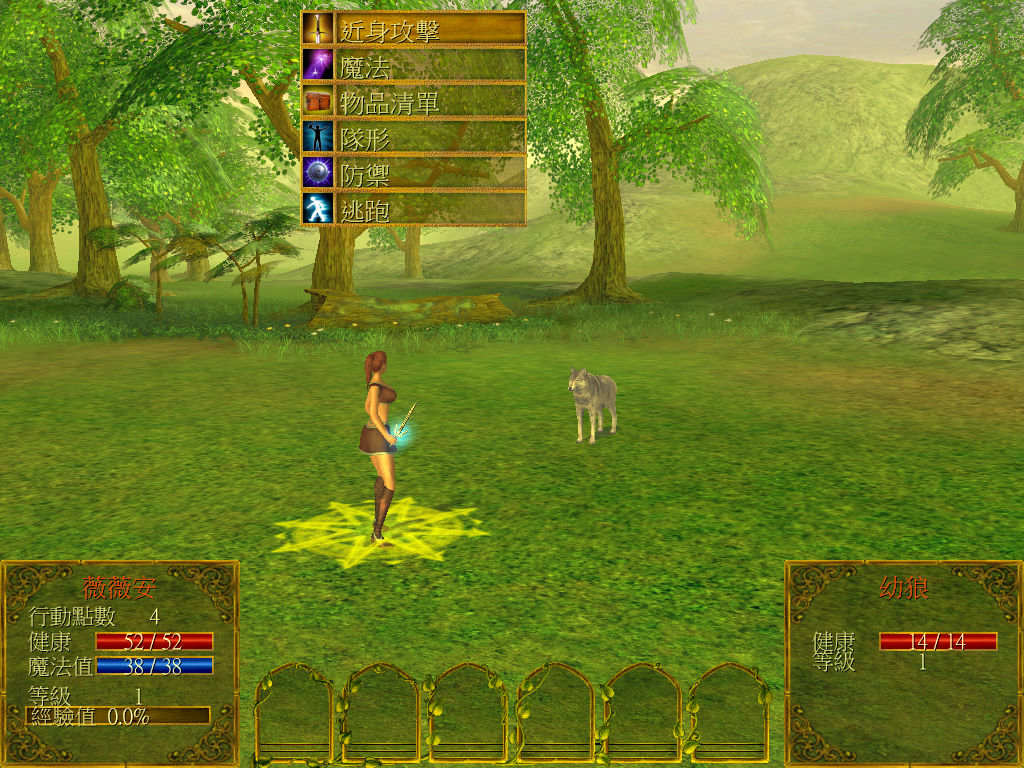 近身攻擊
魔法
物品清單
隊形
防禦
逃跑
薇薇安
行動點數 4
健康 52 / 52
魔法值 38 / 38
等級 1
經驗值 0.0%
幼狼
健康 14 / 14
等級 1